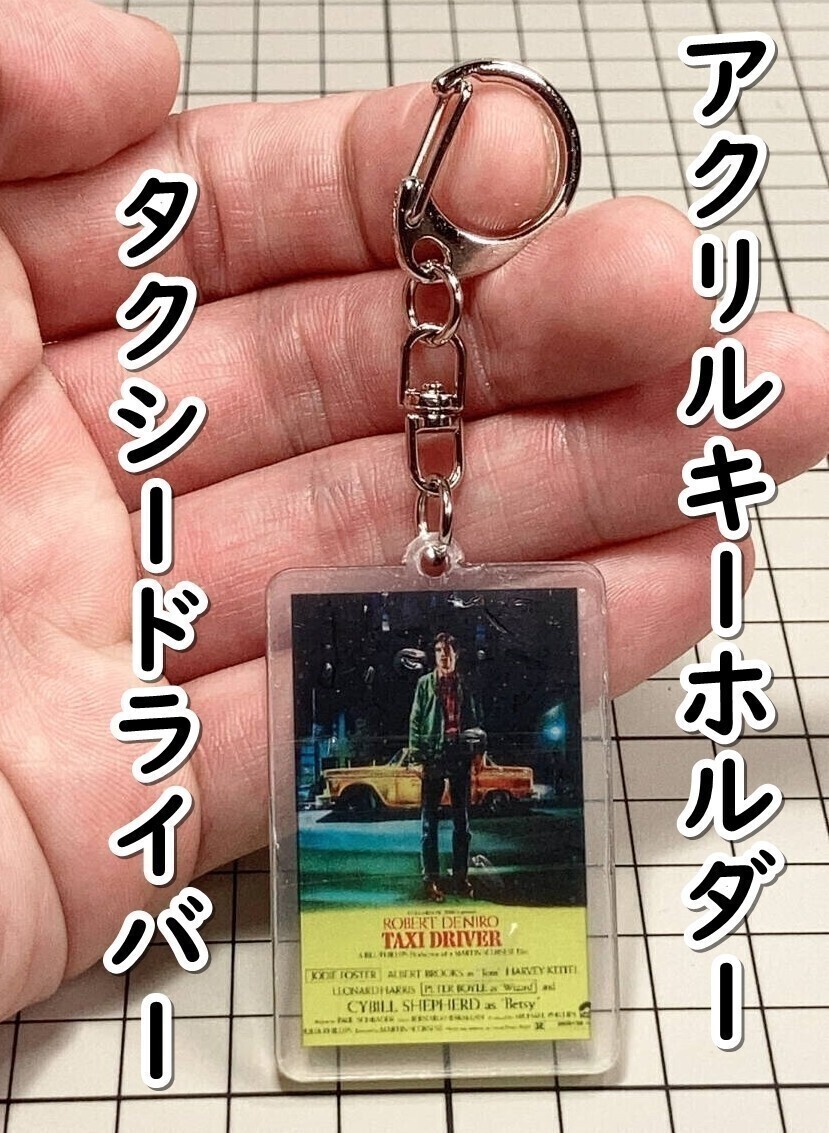 アクリルキーホルダー
タクシードライバー
ROBERT DE NIRO
TAXI DRIVER
JODIE FOSTER ALBERT BROOKS as "Tom" HARVEY KEITEL
LEONARD HARRIS PETER BOYLE as "Wizard" and
CYBILL SHEPHERD as "Betsy"